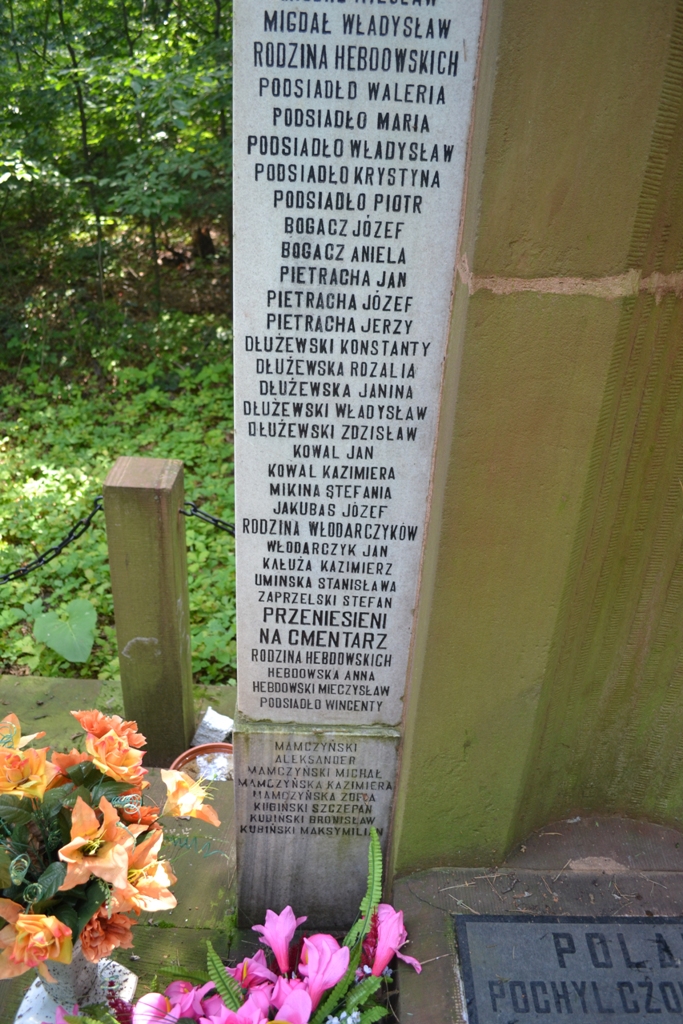 MIGDAŁ WŁADYSŁAW
RODZINA HEBDOWSKICH
PODSIADŁO WALERIA
PODSIADŁO MARIA
PODSIADŁO WŁADYSŁAW
PODSIADŁO KRYSTYNA
PODSIADŁO PIOTR
BOGACZ JÓZEF
BOGACZ ANIELA
PIETRACHA JAN
PIETRACHA JÓZEF
PIETRACHA JERZY
DŁUŻEWSKI KONSTANTY
DŁUŻEWSKA ROZALIA
DŁUŻEWSKA JANINA
DŁUŻEWSKI WŁADYSŁAW
DŁUŻEWSKI ZDZISŁAW
KOWAL JAN
KOWAL KAZIMIERA
MIKINA STEFANIA
JAKUBAS JÓZEF
RODZINA WŁODARCZYKÓW
WŁODARCZYK JAN
KAŁUŻA KAZIMIERZ
UMINSKA STANISŁAWA
ZAPRZELSKI STEFAN
PRZENIESIENI
NA CMENTARZ
RODZINA HEBDOWSKICH
HEBDOWSKA ANNA
HEBDOWSKI MIECZYSŁAW
PODSIADŁO WINCENTY
MAMCZYŃSKI
ALEKSANDER
MAMCZYŃSKI MICHAŁ
MAMCZYŃSKA KAZIMIERA
MAMCZYŃSKA ZOFIA
KUBIŃSKI SZCZEPAN
KUBIŃSKI BRONISŁAW
KUBIŃSKI MAKSYMILIAN
POLA
POCHYLCZO